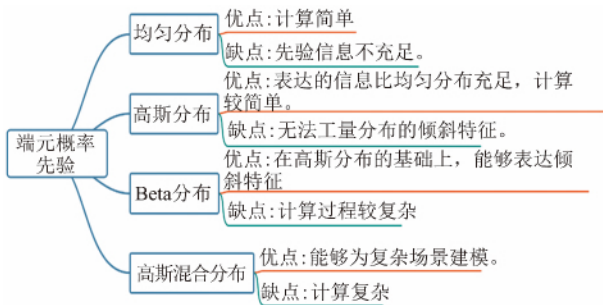 优点:计算简单
均匀分布
缺点:先验信息不充足。
优点:表达的信息比均匀分布充足，计算
较简单。
高斯分布
缺点:无法工量分布的倾斜特征。
端元概率
先验
优点:在高斯分布的基础上，能够表达倾
斜特征
Beta分布
缺点:计算过程较复杂
优点:能够为复杂场景建模。
高斯混合分布
缺点:计算复杂